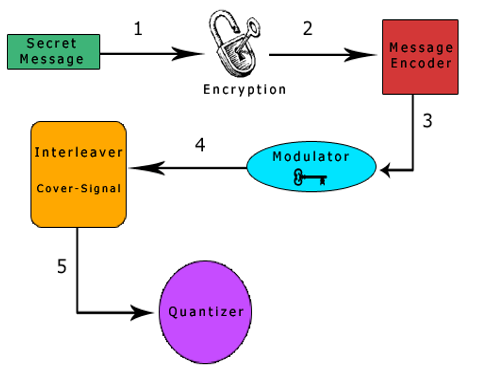 1
2
Secret
Message
Encryption
Message
Encoder
3
4
Modulator
Interleaver
Cover-Signal
5
Quantizer